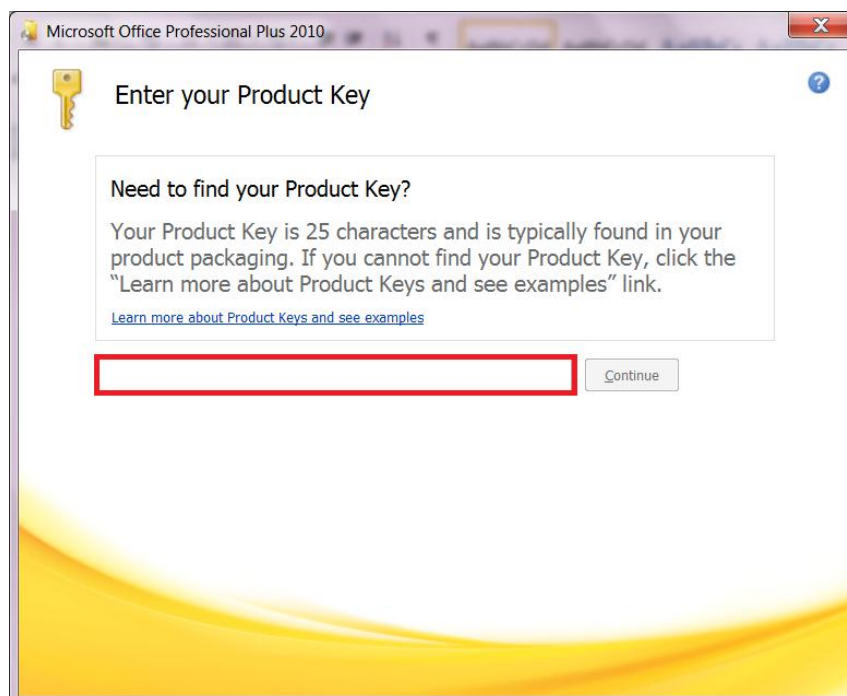 Microsoft Office Professional Plus 2010
Enter your Product Key
Need to find your Product Key?
Your Product Key is 25 characters and is typically found in your
product packaging. If you cannot find your Product Key, click the
“Learn more about Product Keys and see examples” link.
Learn more about Product Keys and see examples
Continue